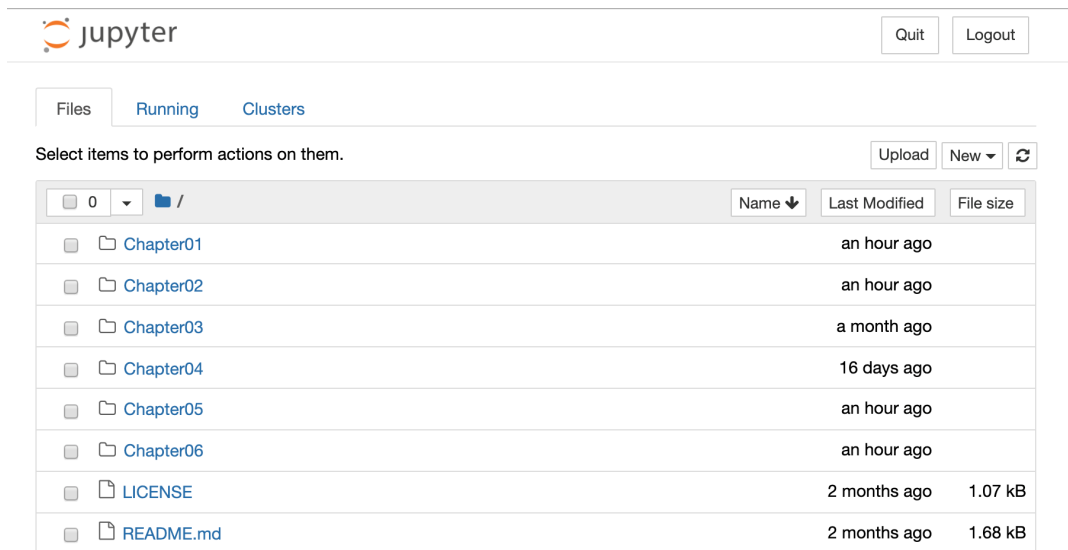 jupyter Quit Logout
Files Running Clusters
Select items to perform actions on them. Upload New
0 / Name Last Modified File size
Chapter01 an hour ago
Chapter02 an hour ago
Chapter03 a month ago
Chapter04 16 days ago
Chapter05 an hour ago
Chapter06 an hour ago
LICENSE 2 months ago 1.07 kB
README.md 2 months ago 1.68 kB